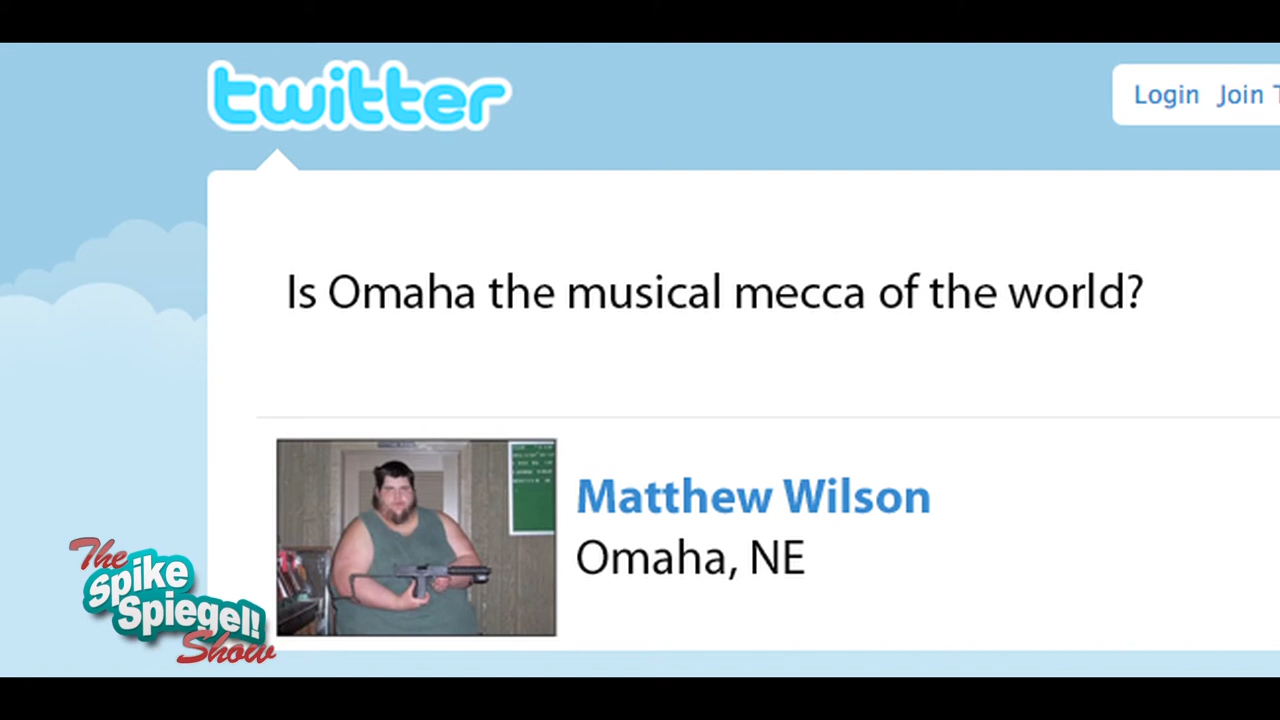 twitter
Login Join T
Is Omaha the musical mecca of the world?
Matthew Wilson
Omaha, NE
The
Spike
Spiegel!
Show